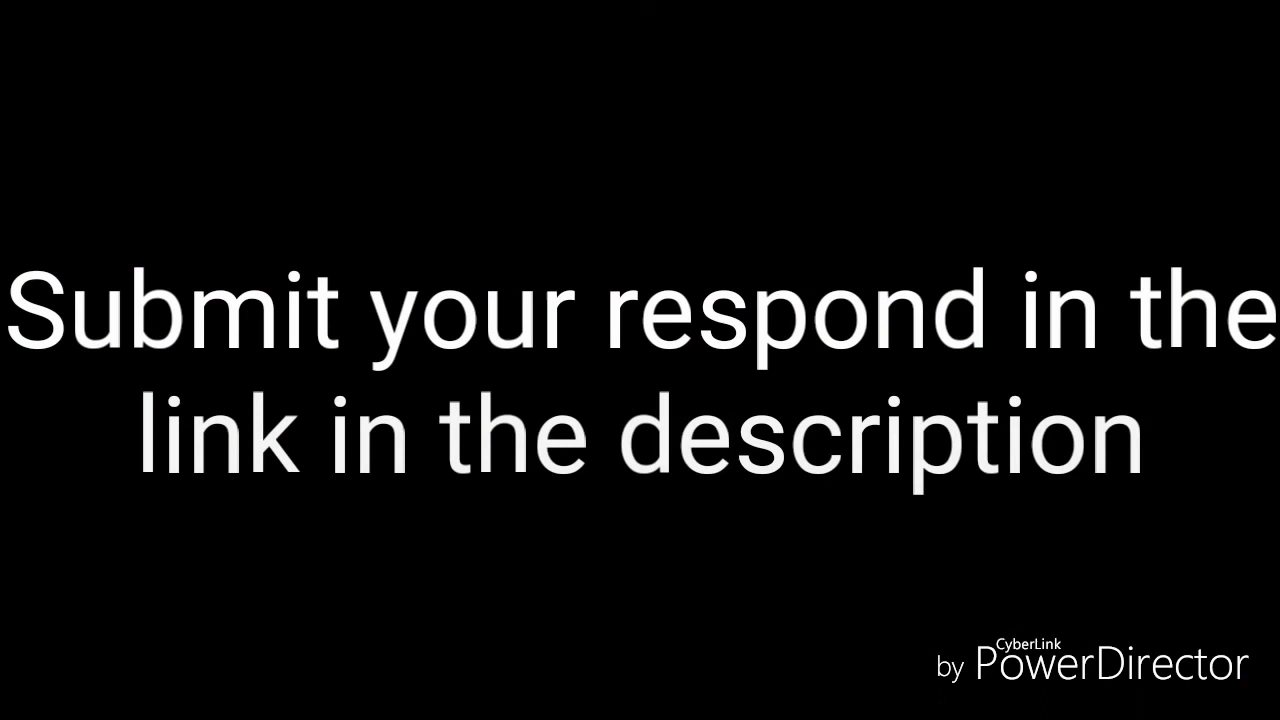 Submit your respond in the
link in the description
CyberLink
by PowerDirector